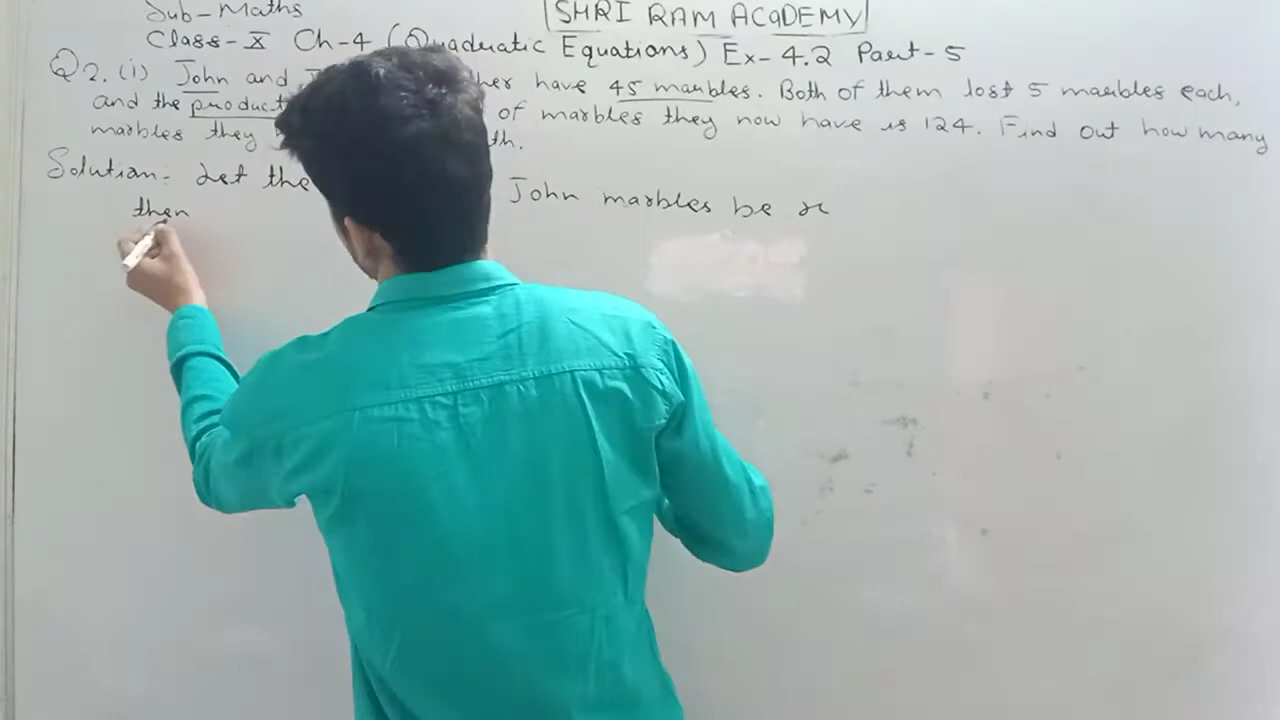 Sub-Maths
SHRI RAM ACADEMY
Class-X Ch-4 (Quadratic Equations) Ex-4.2 Part-5
Q2.(i) John and have 45 marbles. Both of them lost 5 marbles each,
and the product of marbles they now have is 124. Find out how many
marbles they
Solution:- Let the John marbles be x
then